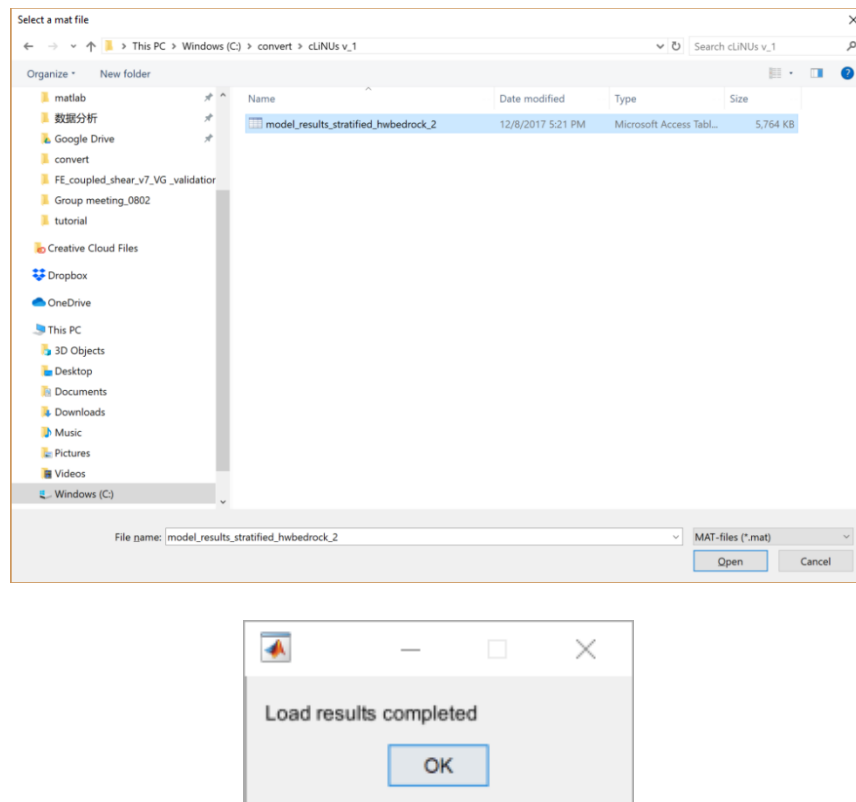 Select a mat file
This PC > Windows (C:) > convert > cLiNUs v_1
Search cLiNUs v_1
Organize
New folder
Name
Date modified
Type
Size
matlab
数据分析
Google Drive
convert
FE_coupled_shear_v7_VG _validation
Group meeting_0802
tutorial
Creative Cloud Files
Dropbox
OneDrive
This PC
3D Objects
Desktop
Documents
Downloads
Music
Pictures
Videos
Windows (C:)
model_results_stratified_hwbedrock_2
12/8/2017 5:21 PM
Microsoft Access Tabl...
5,764 KB
File name:
model_results_stratified_hwbedrock_2
MAT-files (*.mat)
Open
Cancel
Load results completed
OK